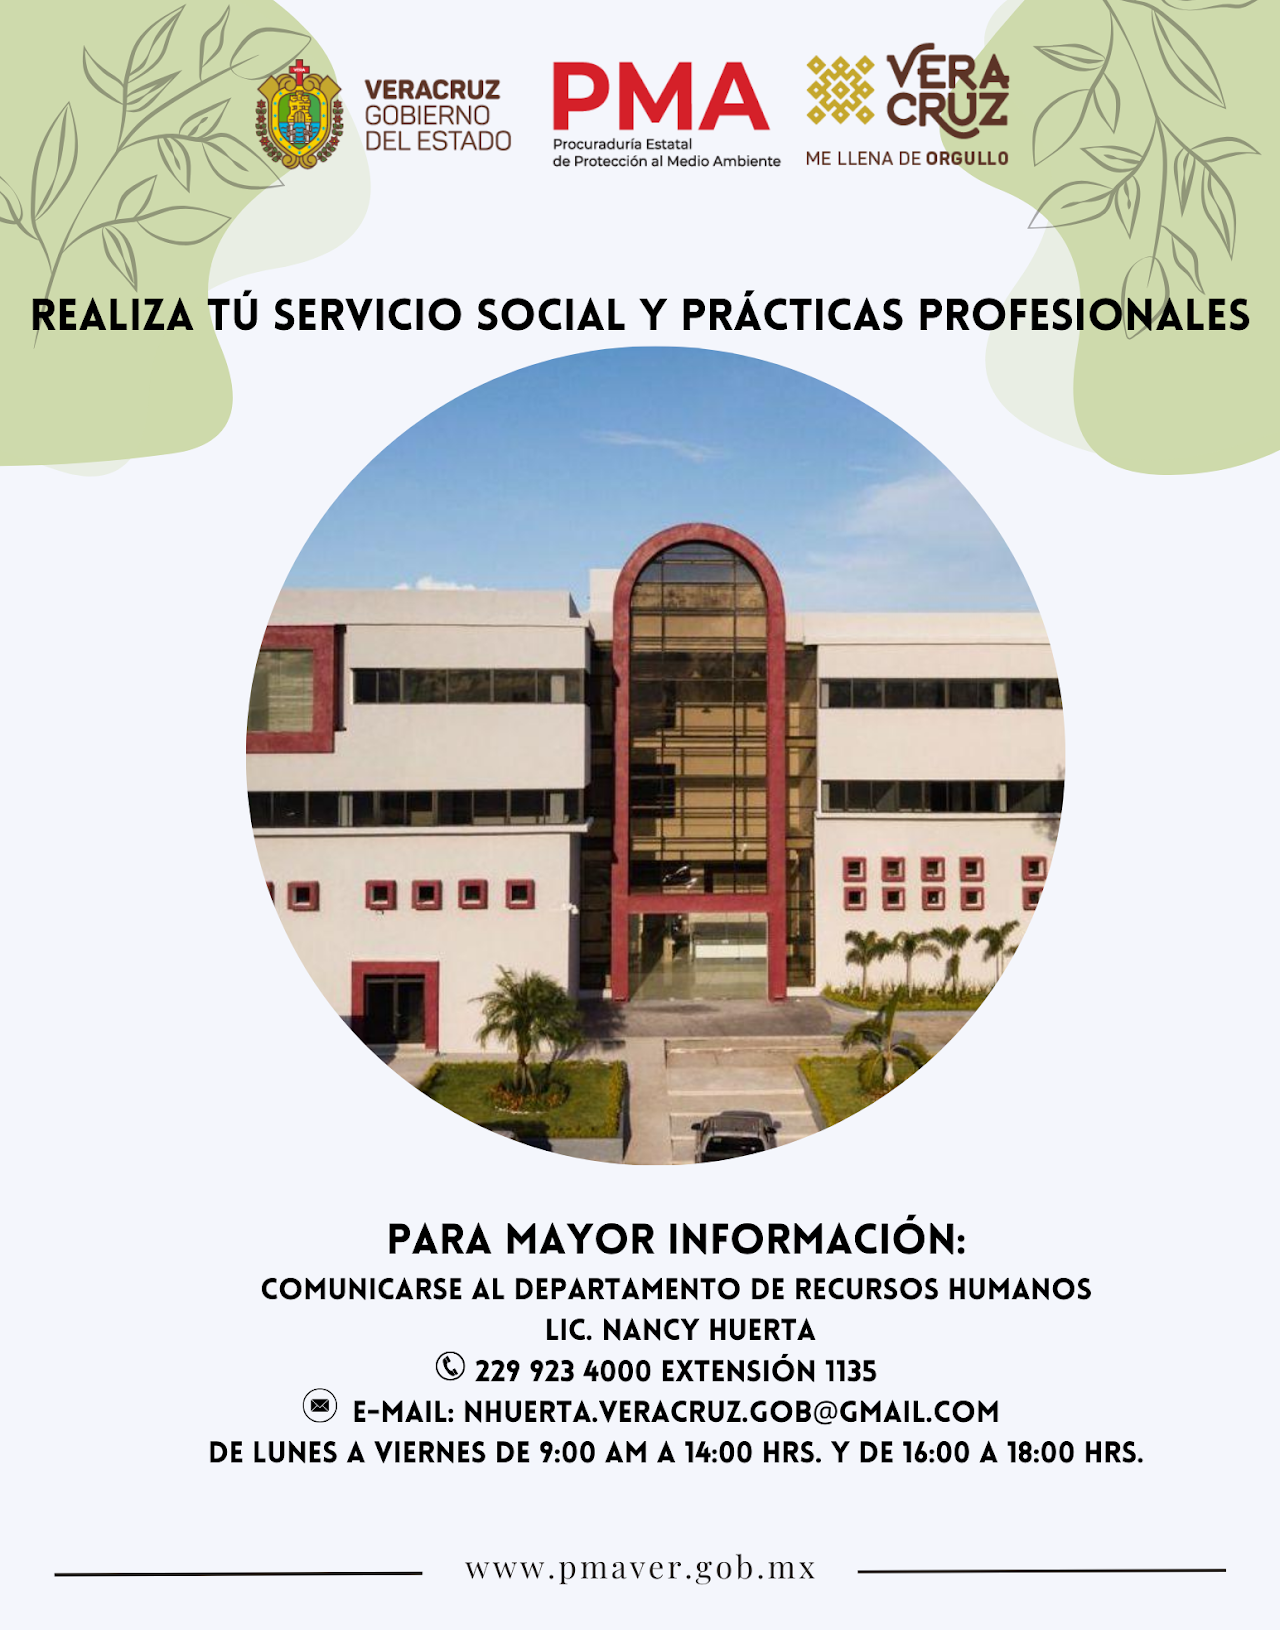 VERACRUZ
GOBIERNO
DEL ESTADO
PMA
Procuraduría Estatal
de Protección al Medio Ambiente
VERA
CRUZ
ME LLENA DE ORGULLO
REALIZA TÚ SERVICIO SOCIAL Y PRÁCTICAS PROFESIONALES
PARA MAYOR INFORMACIÓN:
COMUNICARSE AL DEPARTAMENTO DE RECURSOS HUMANOS
LIC. NANCY HUERTA
229 923 4000 EXTENSIÓN 1135
E-MAIL: NHUERTA.VERACRUZ.GOB@GMAIL.COM
DE LUNES A VIERNES DE 9:00 AM A 14:00 HRS. Y DE 16:00 A 18:00 HRS.
www.pmaver.gob.mx